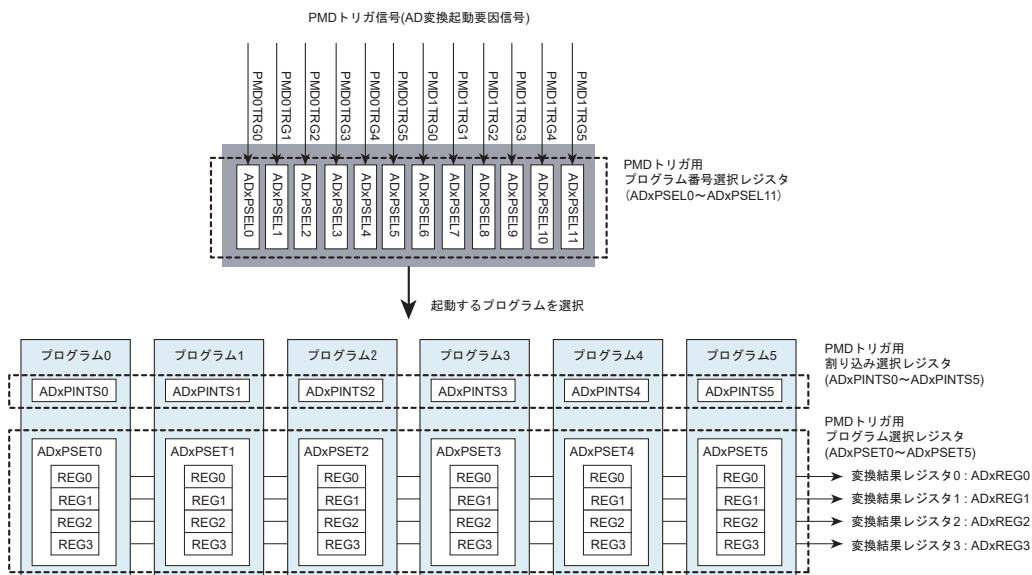 PMDトリガ信号(AD変換起動要因信号)
PMD0TRG0
PMD0TRG1
PMD0TRG2
PMD0TRG3
PMD0TRG4
PMD0TRG5
PMD1TRG0
PMD1TRG1
PMD1TRG2
PMD1TRG3
PMD1TRG4
PMD1TRG5
ADxPSEL0
ADxPSEL1
ADxPSEL2
ADxPSEL3
ADxPSEL4
ADxPSEL5
ADxPSEL6
ADxPSEL7
ADxPSEL8
ADxPSEL9
ADxPSEL10
ADxPSEL11
PMDトリガ用
プログラム番号選択レジスタ
(ADxPSEL0～ADxPSEL11)
起動するプログラムを選択
プログラム0
プログラム1
プログラム2
プログラム3
プログラム4
プログラム5
ADxPINTS0
ADxPINTS1
ADxPINTS2
ADxPINTS3
ADxPINTS4
ADxPINTS5
PMDトリガ用
割り込み選択レジスタ
(ADxPINTS0～ADxPINTS5)
PMDトリガ用
プログラム選択レジスタ
(ADxPSET0～ADxPSET5)
ADxPSET0
REG0
REG1
REG2
REG3
ADxPSET1
REG0
REG1
REG2
REG3
ADxPSET2
REG0
REG1
REG2
REG3
ADxPSET3
REG0
REG1
REG2
REG3
ADxPSET4
REG0
REG1
REG2
REG3
ADxPSET5
REG0
REG1
REG2
REG3
変換結果レジスタ0 : ADxREG0
変換結果レジスタ1 : ADxREG1
変換結果レジスタ2 : ADxREG2
変換結果レジスタ3 : ADxREG3